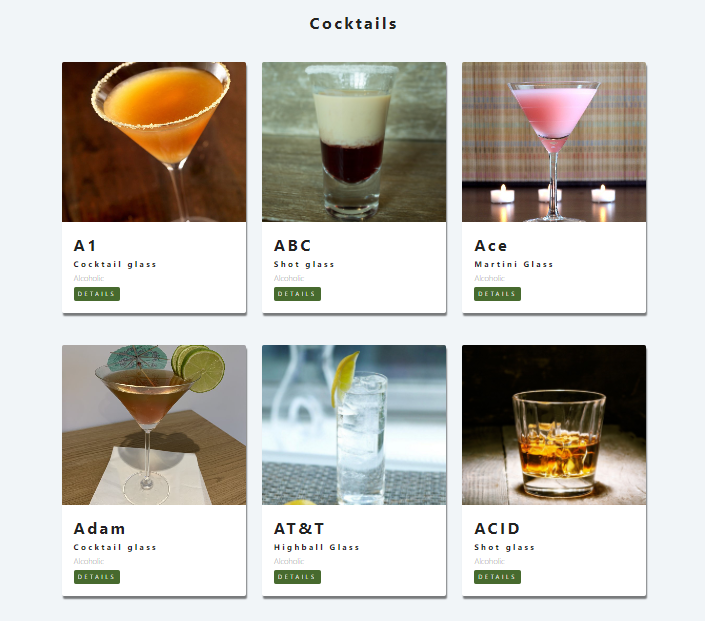 Cocktails
A1
Cocktail glass
Alcoholic
DETAILS
ABC
Shot glass
Alcoholic
DETAILS
Ace
Martini Glass
Alcoholic
DETAILS
Adam
Cocktail glass
Alcoholic
DETAILS
AT&T
Highball Glass
Alcoholic
DETAILS
ACID
Shot glass
Alcoholic
DETAILS